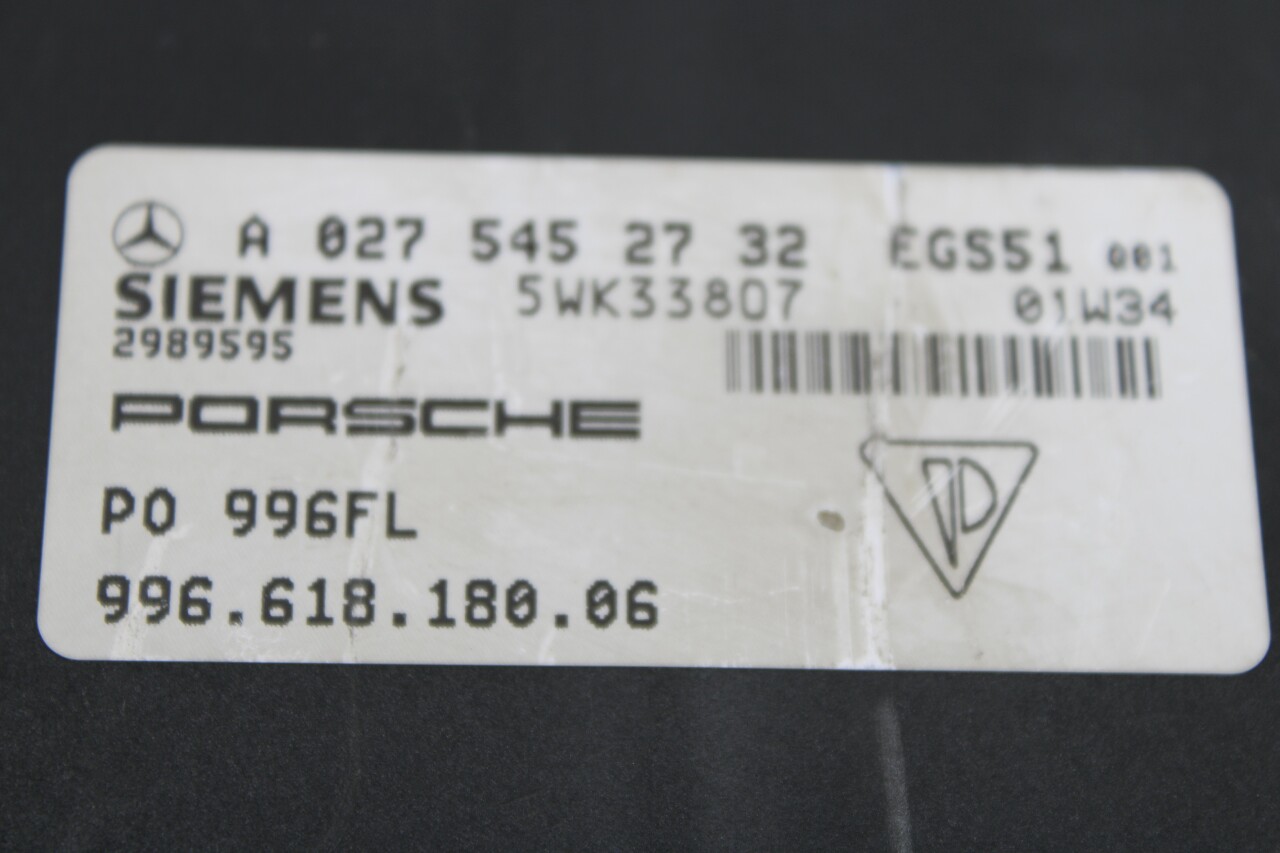 A 027 545 27 32 EGS51 001
SIEMENS 5WK33807 01W34
2989595
PORSCHE
PO 996FL
996.618.180.06